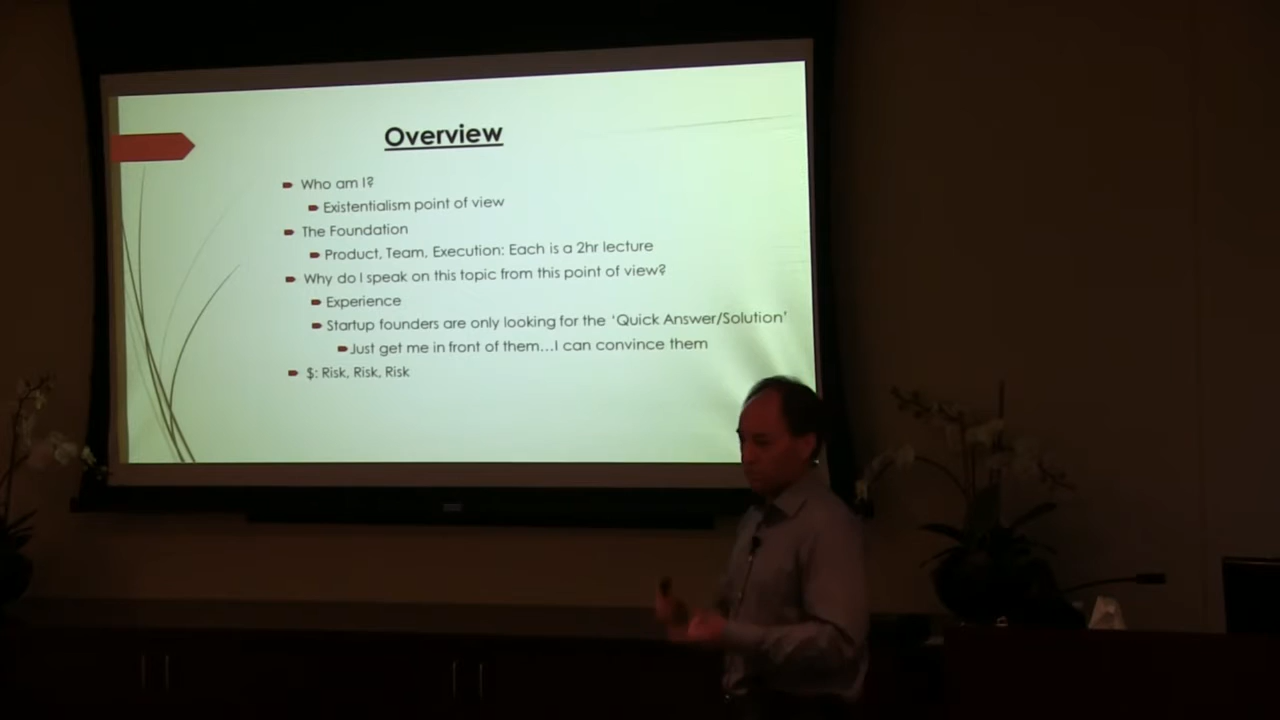 Overview
Who am I?
Existentialism point of view
The Foundation
Product, Team, Execution: Each is a 2hr lecture
Why do I speak on this topic from this point of view?
Experience
Startup founders are only looking for the ‘Quick Answer/Solution’
Just get me in front of them...I can convince them
$: Risk, Risk, Risk